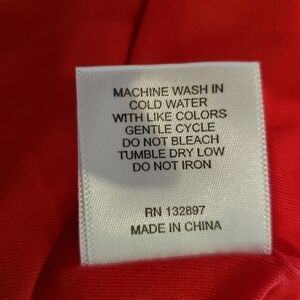 MACHINE WASH IN
COLD WATER
WITH LIKE COLORS
GENTLE CYCLE
DO NOT BLEACH
TUMBLE DRY LOW
DO NOT IRON
RN 132897
MADE IN CHINA